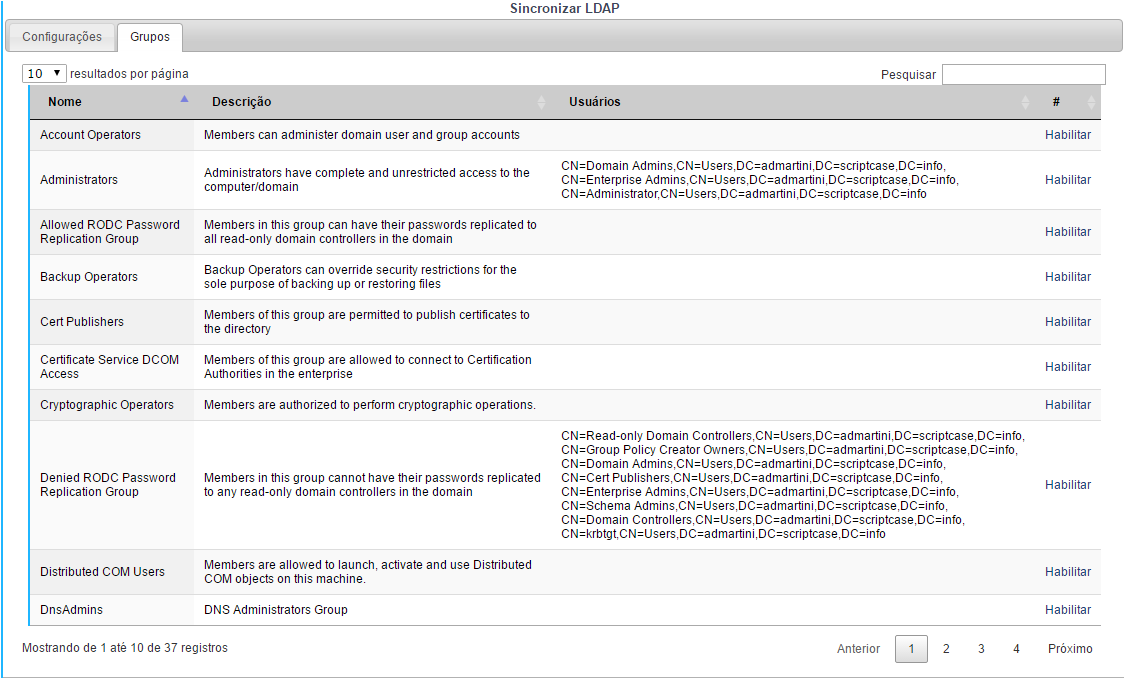 Sincronizar LDAP
Configurações
Grupos
10 resultados por página
Pesquisar
Nome Descrição Usuários #
Account Operators
Members can administer domain user and group accounts
Habilitar
Administrators
Administrators have complete and unrestricted access to the
computer/domain
CN=Domain Admins,CN=Users,DC=admartini,DC=scriptcase,DC=info,
CN=Enterprise Admins,CN=Users,DC=admartini,DC=scriptcase,DC=info,
CN=Administrator,CN=Users,DC=admartini,DC=scriptcase,DC=info
Habilitar
Allowed RODC Password
Replication Group
Members in this group can have their passwords replicated to
all read-only domain controllers in the domain
Habilitar
Backup Operators
Backup Operators can override security restrictions for the
sole purpose of backing up or restoring files
Habilitar
Cert Publishers
Members of this group are permitted to publish certificates to
the directory
Habilitar
Certificate Service DCOM
Access
Members of this group are allowed to connect to Certification
Authorities in the enterprise
Habilitar
Cryptographic Operators
Members are authorized to perform cryptographic operations.
Habilitar
Denied RODC Password
Replication Group
Members in this group cannot have their passwords replicated
to any read-only domain controllers in the domain
CN=Read-only Domain Controllers,CN=Users,DC=admartini,DC=scriptcase,DC=info,
CN=Group Policy Creator Owners,CN=Users,DC=admartini,DC=scriptcase,DC=info,
CN=Domain Admins,CN=Users,DC=admartini,DC=scriptcase,DC=info,
CN=Cert Publishers,CN=Users,DC=admartini,DC=scriptcase,DC=info,
CN=Enterprise Admins,CN=Users,DC=admartini,DC=scriptcase,DC=info,
CN=Schema Admins,CN=Users,DC=admartini,DC=scriptcase,DC=info,
CN=Domain Controllers,CN=Users,DC=admartini,DC=scriptcase,DC=info,
CN=krbtgt,CN=Users,DC=admartini,DC=scriptcase,DC=info
Habilitar
Distributed COM Users
Members are allowed to launch, activate and use Distributed
COM objects on this machine.
Habilitar
DnsAdmins
DNS Administrators Group
Habilitar
Mostrando de 1 até 10 de 37 registros
Anterior 1 2 3 4 Próximo